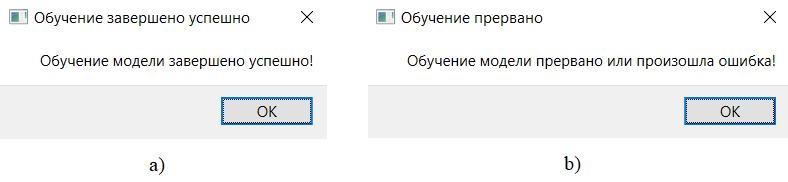 Обучение завершено успешно
Обучение модели завершено успешно!
OK
a)
Обучение прервано
Обучение модели прервано или произошла ошибка!
OK
b)